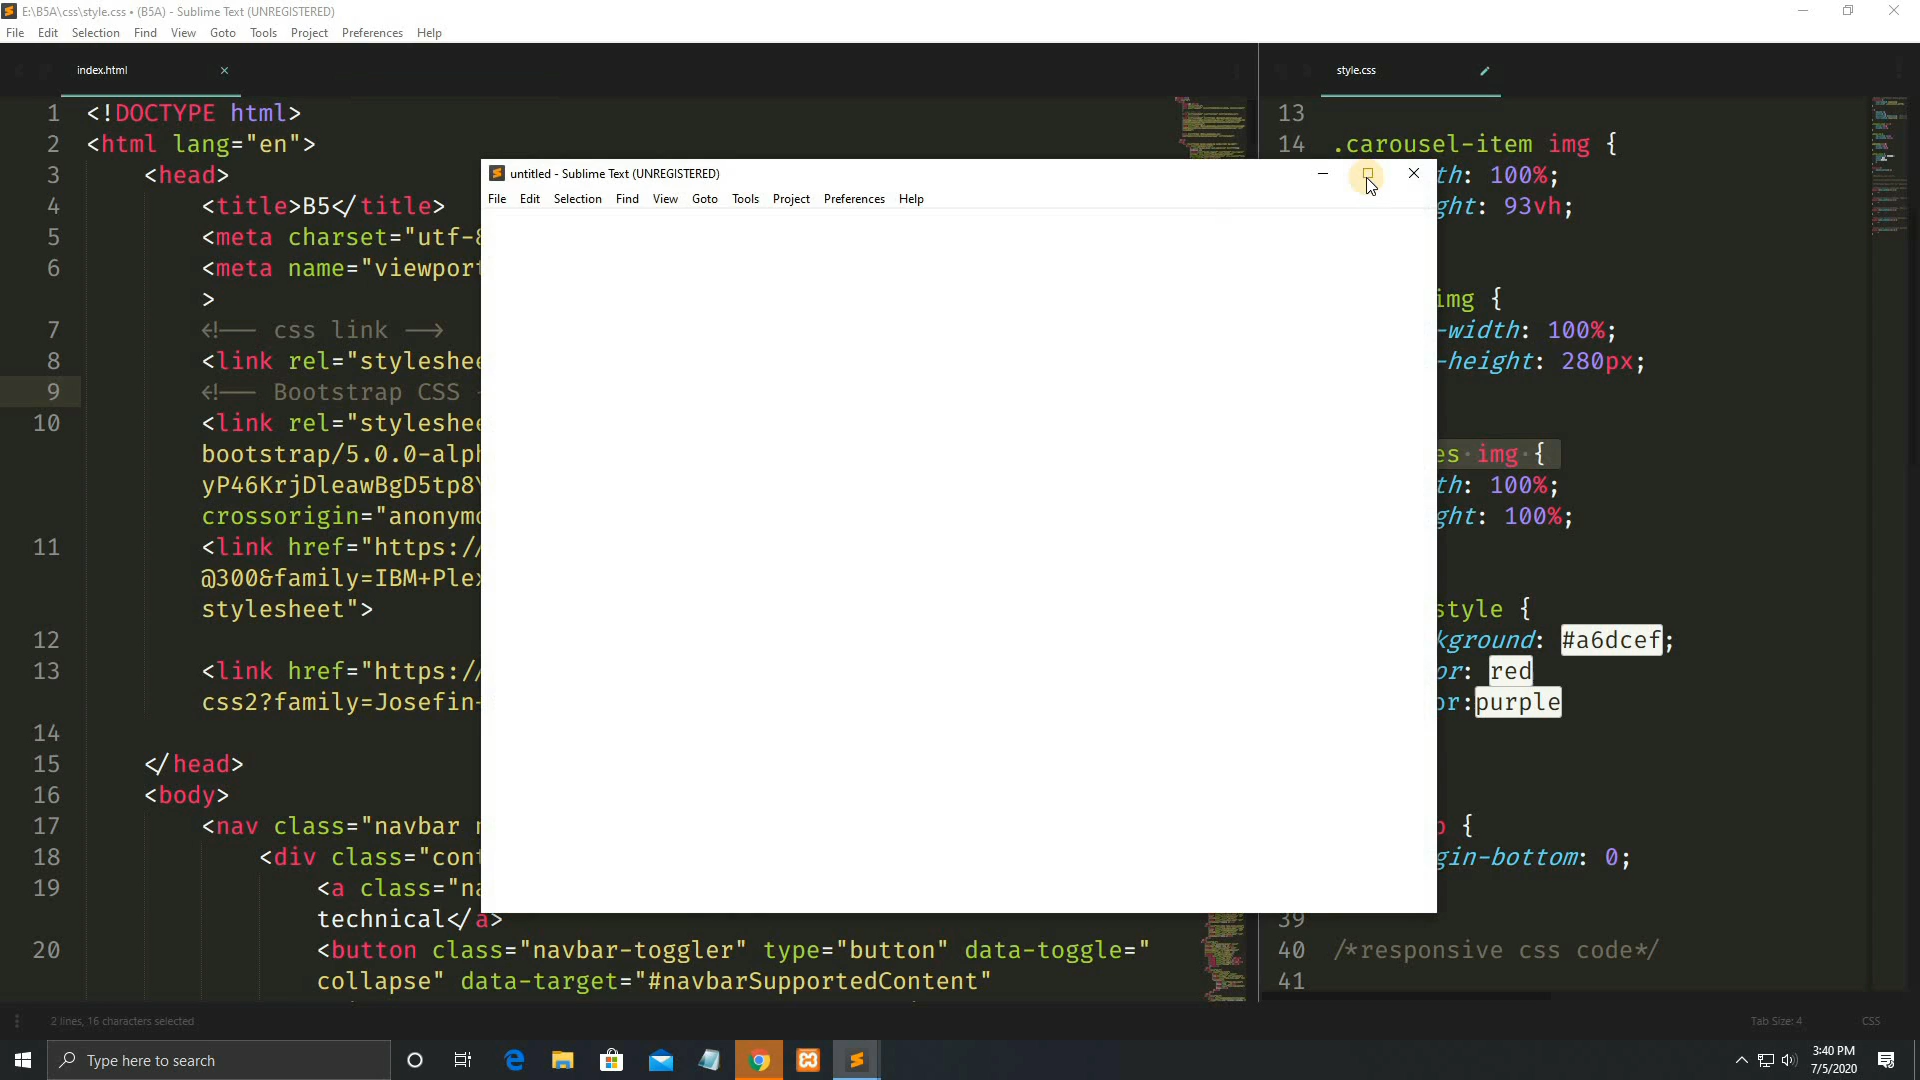 E:\B5A\css\style.css • (B5A) - Sublime Text (UNREGISTERED)
File Edit Selection Find View Goto Tools Project Preferences Help
index.html
1 <!DOCTYPE html>
2 <html lang="en">
3 <head>
4 <title>B5</title>
5 <meta charset="utf-8
6 <meta name="viewport
>
7 <!-- css link -->
8 <link rel="styleshee
9 <!-- Bootstrap CSS
10 <link rel="styleshee
bootstrap/5.0.0-alph
yP46KrjDleawBgD5tp8Y
crossorigin="anonymo
11 <link href="https:/
@300&family=IBM+Plex
stylesheet">
12
13 <link href="https:/
css2?family=Josefin-
14
15 </head>
16 <body>
17 <nav class="navbar
18 <div class="cont
19 <a class="na
technical</a>
20 <button class="navbar-toggler" type="button" data-toggle="
collapse" data-target="#navbarSupportedContent"
untitled - Sublime Text (UNREGISTERED)
File Edit Selection Find View Goto Tools Project Preferences Help
style.css
13
14 .carousel-item img {
th: 100%;
ght: 93vh;
img {
-width: 100%;
-height: 280px;
es img {
th: 100%;
ght: 100%;
style {
kground: #a6dcef;
or: red
or:purple
p {
gin-bottom: 0;
39
40 /*responsive css code*/
41
2 lines, 16 characters selected
Tab Size: 4 CSS
Type here to search
3:40 PM
7/5/2020